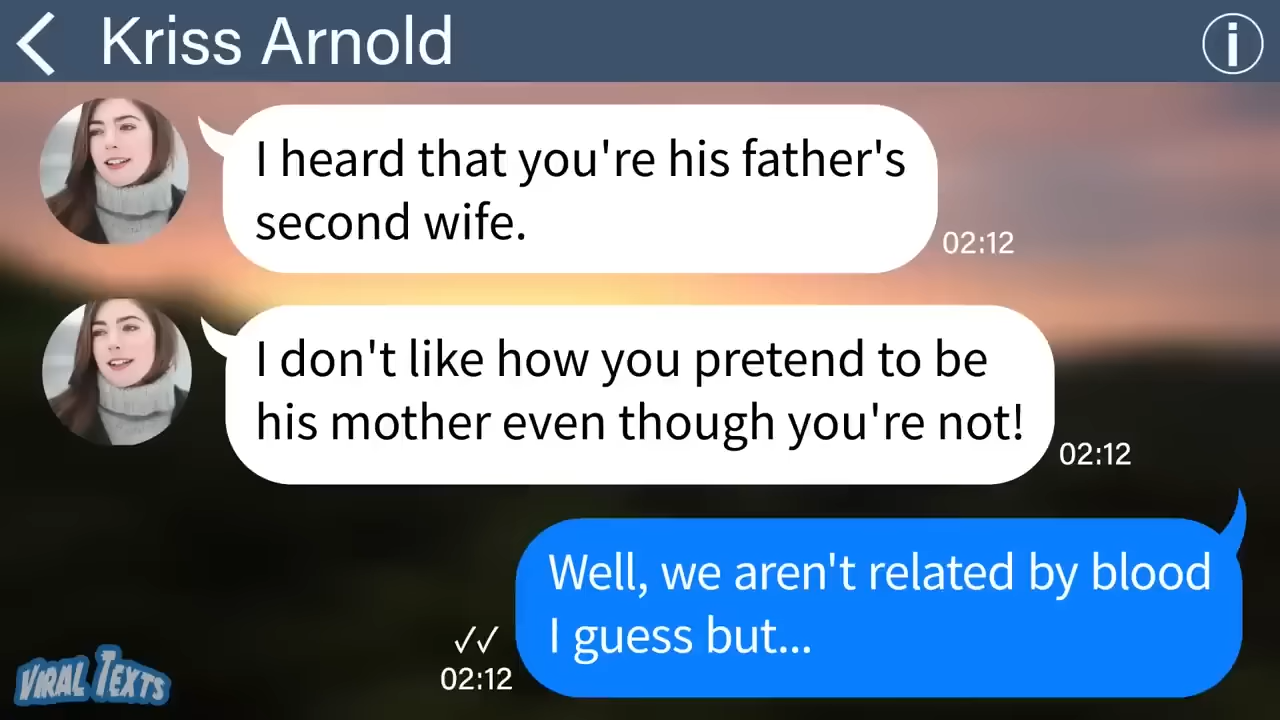 Kriss Arnold
i
I heard that you're his father's
second wife.
02:12
I don't like how you pretend to be
his mother even though you're not!
02:12
Well, we aren't related by blood
I guess but...
02:12
VIRAL TEXTS